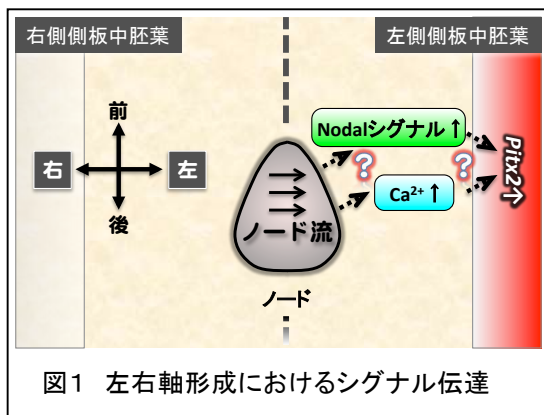 右側側板中胚葉
左側側板中胚葉
前
右
左
後
Nodalシグナル↑
?
?
Ca²⁺↑
Pitx2↑
ノード流
ノード
図1 左右軸形成におけるシグナル伝達